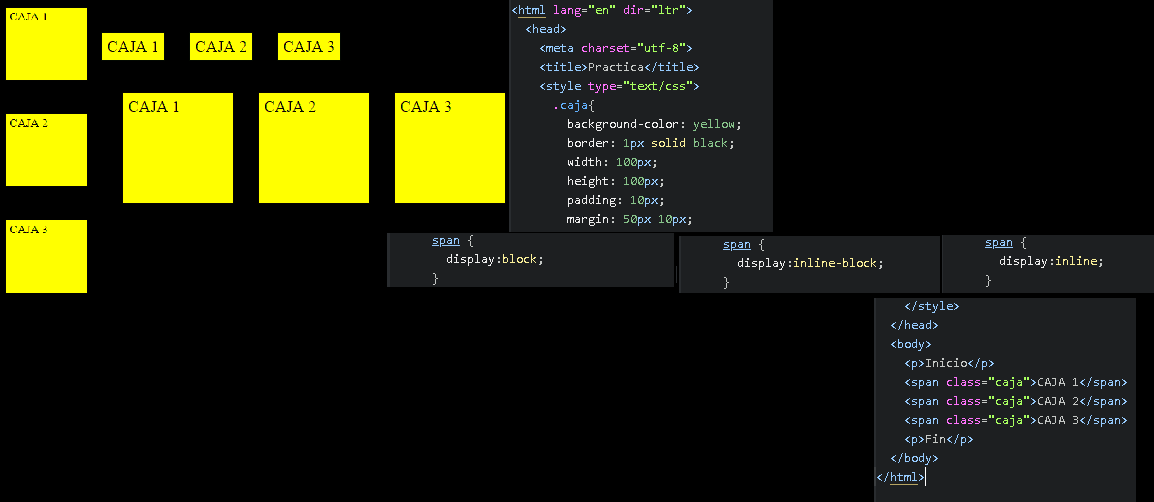 CAJA 1
CAJA 2
CAJA 3
CAJA 1 CAJA 2 CAJA 3
CAJA 1 CAJA 2 CAJA 3
<html lang="en" dir="ltr">
<head>
<meta charset="utf-8">
<title>Practica</title>
<style type="text/css">
.caja{
background-color: yellow;
border: 1px solid black;
width: 100px;
height: 100px;
padding: 10px;
margin: 50px 10px;
span {
display:block;
}
span {
display:inline-block;
}
span {
display:inline;
}
</style>
</head>
<body>
<p>Inicio</p>
<span class="caja">CAJA 1</span>
<span class="caja">CAJA 2</span>
<span class="caja">CAJA 3</span>
<p>Fin</p>
</body>
</html>